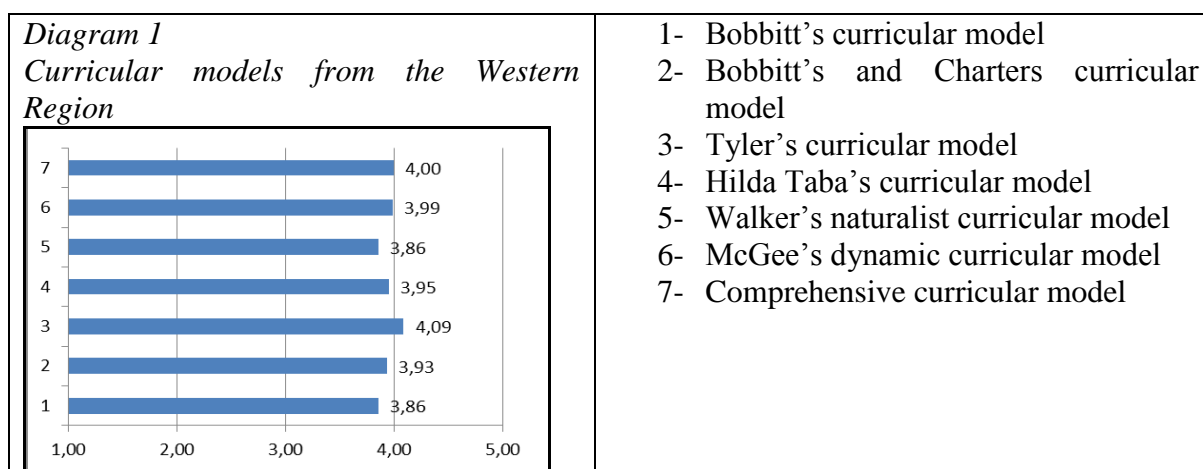 Diagram 1
Curricular models from the Western
Region
7 4,00
6 3,99
5 3,86
4 3,95
3 4,09
2 3,93
1 3,86
1,00 2,00 3,00 4,00 5,00
1- Bobbitt’s curricular model
2- Bobbitt’s and Charters curricular
model
3- Tyler’s curricular model
4- Hilda Taba’s curricular model
5- Walker’s naturalist curricular model
6- McGee’s dynamic curricular model
7- Comprehensive curricular model